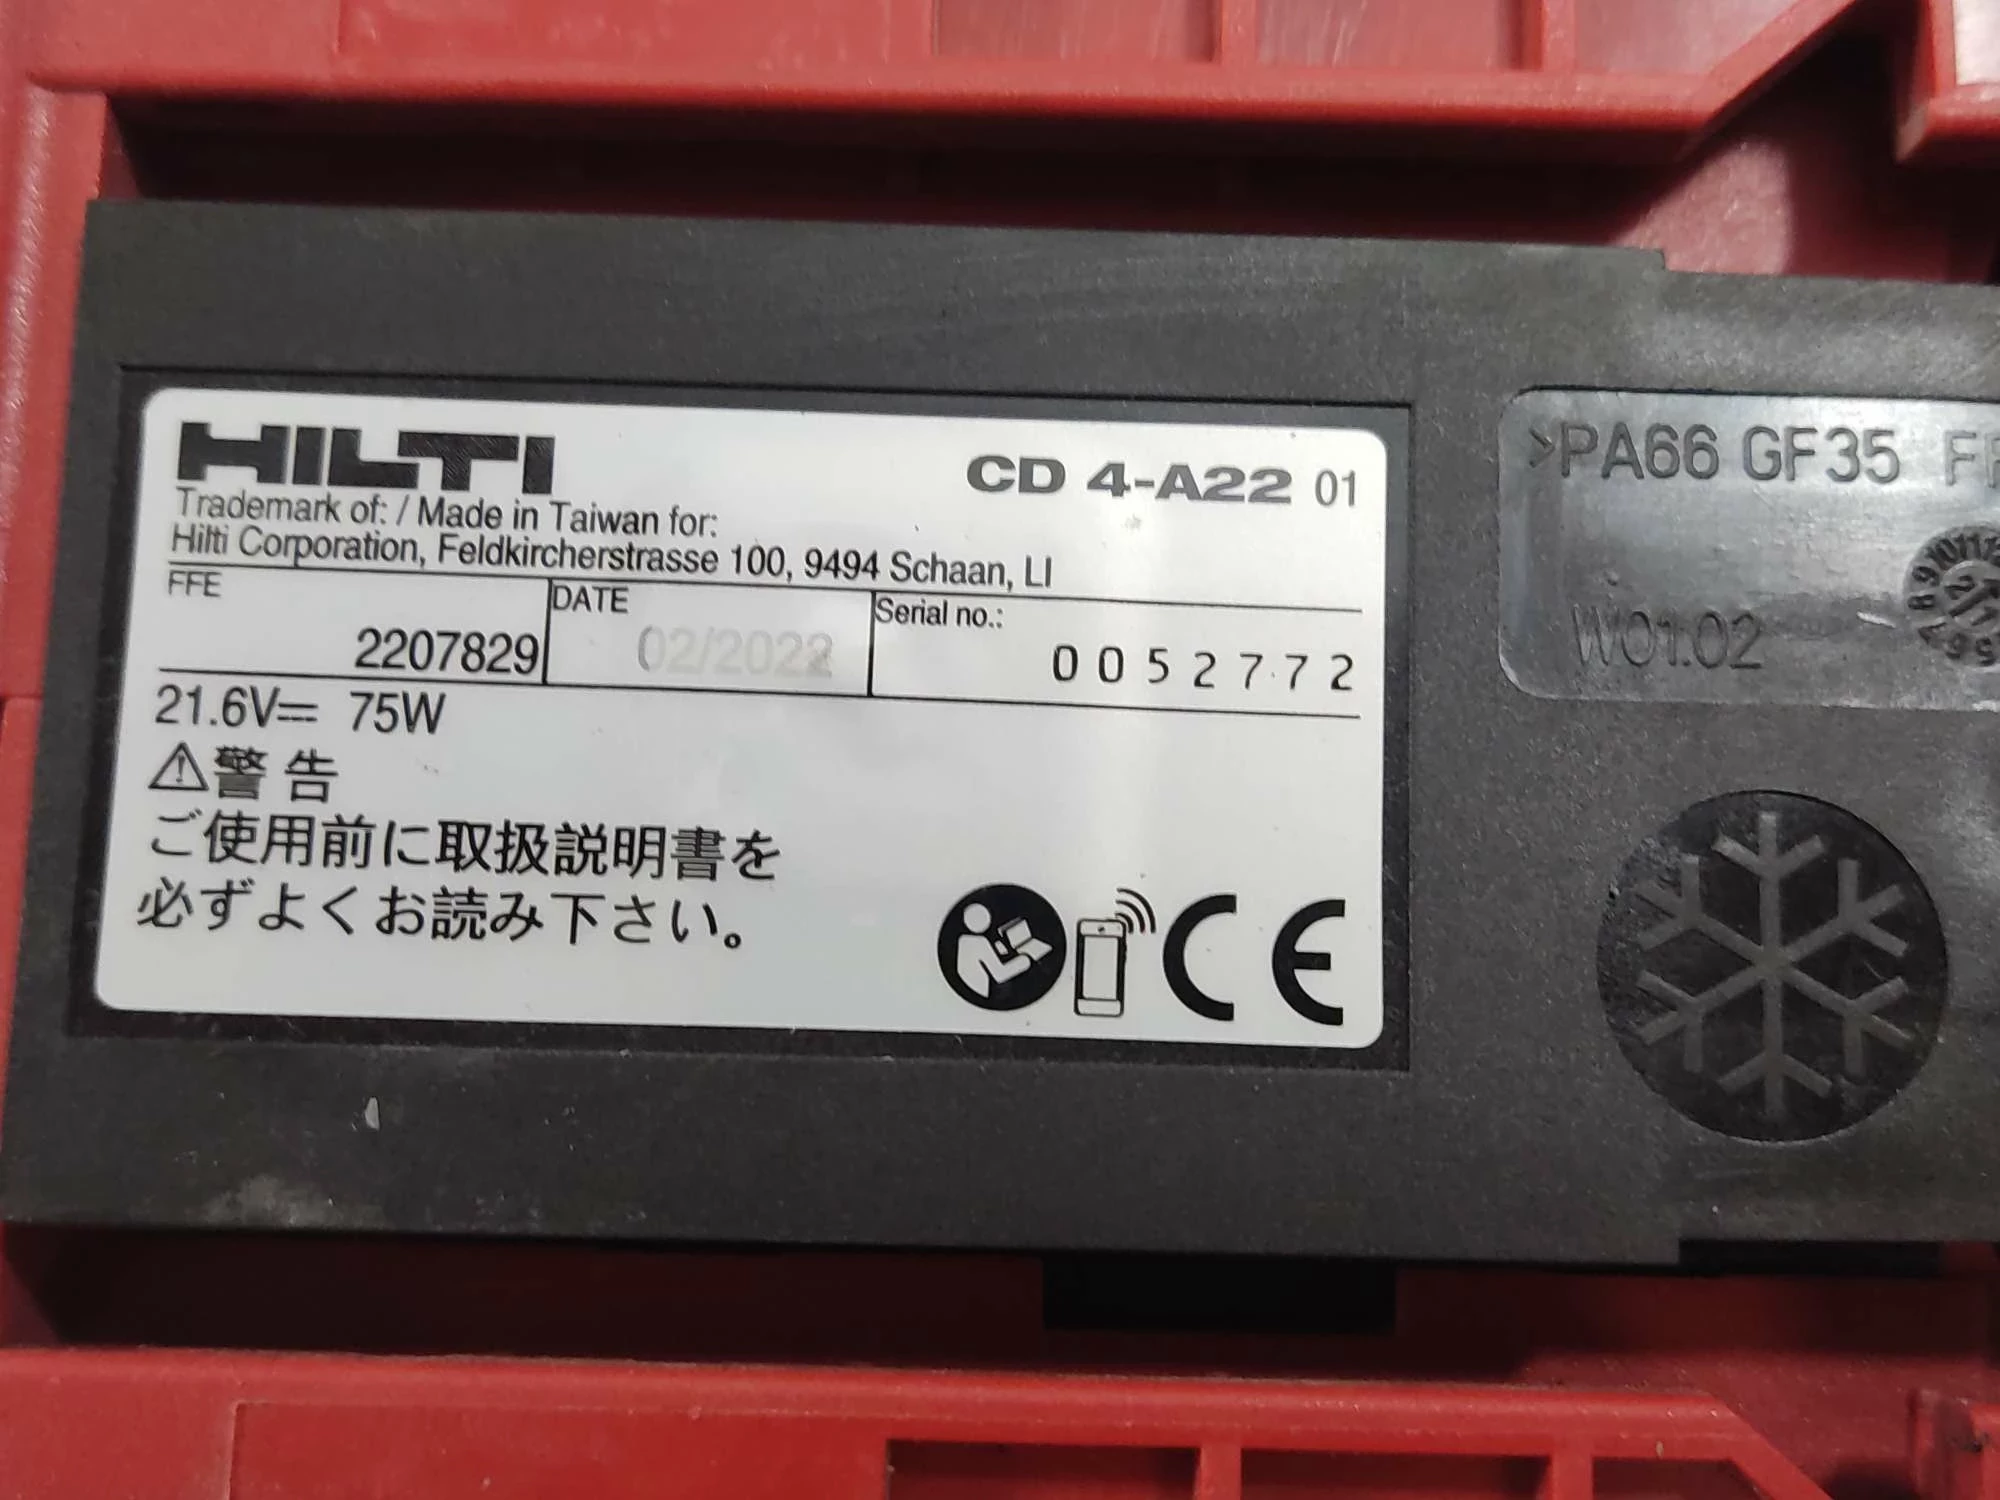 HILTI
CD 4-A22 01
Trademark of: / Made in Taiwan for:
Hilti Corporation, Feldkircherstrasse 100, 9494 Schaan, LI
FFE
2207829
DATE
02/2022
Serial no.:
0052772
21.6V⎓ 75W
⚠警告
ご使用前に取扱説明書を
必ずよくお読み下さい。
CE
>PA66 GF35
W01.02